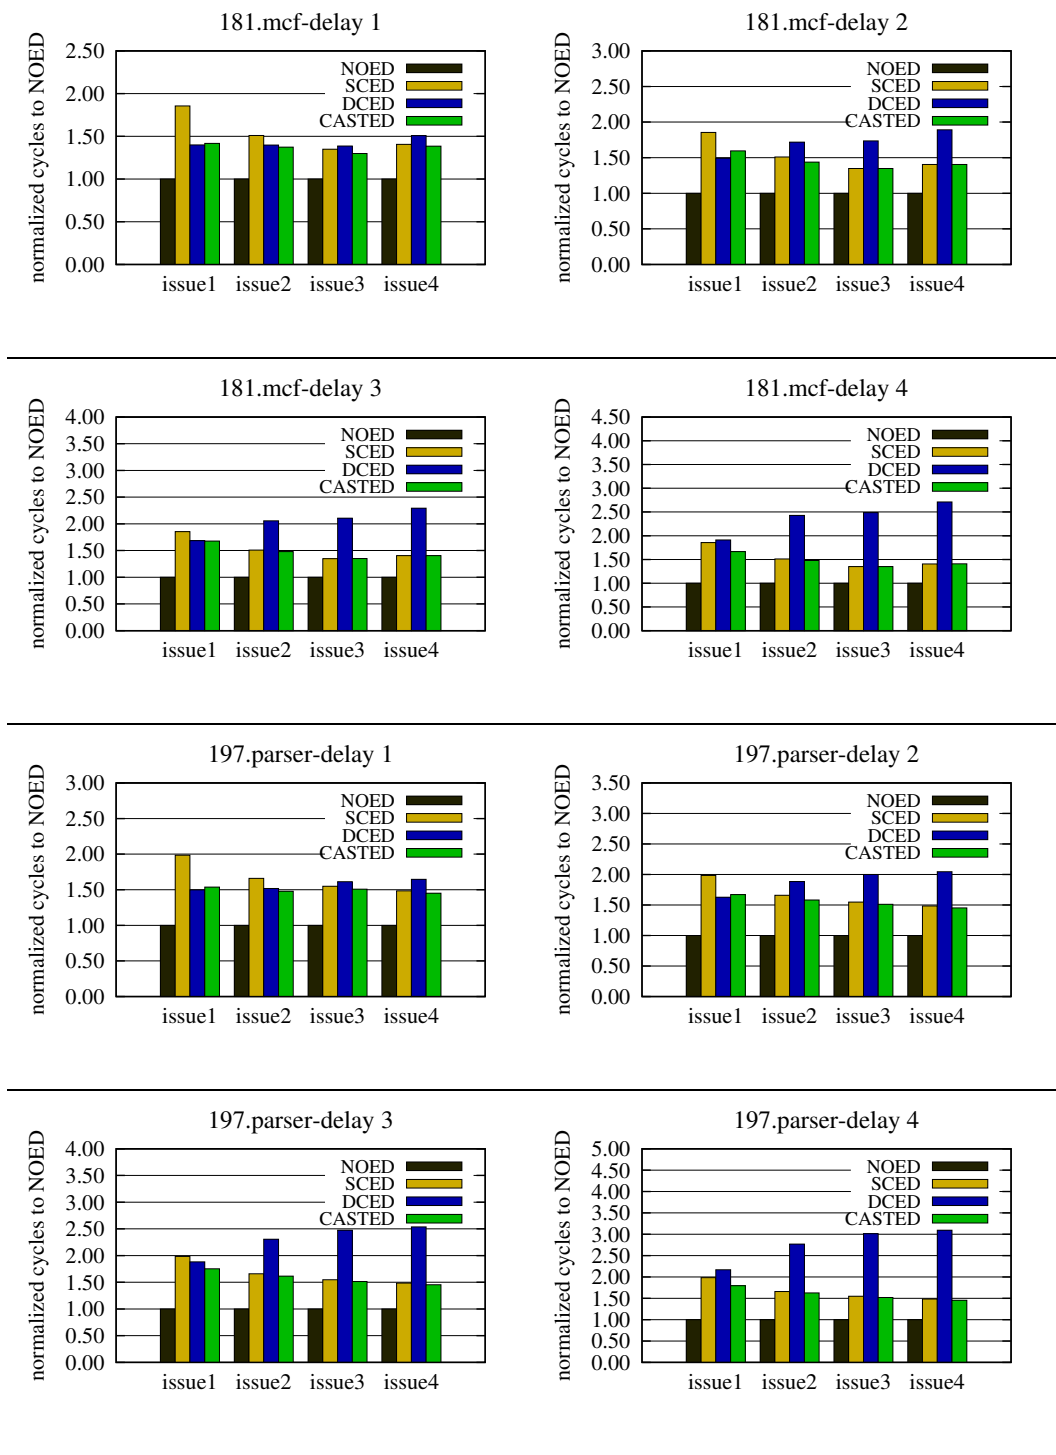 181.mcf-delay 1
normalized cycles to NOED
2.50
2.00
1.50
1.00
0.50
0.00
NOED
SCED
DCED
CASTED
issue1 issue2 issue3 issue4
181.mcf-delay 2
normalized cycles to NOED
3.00
2.50
2.00
1.50
1.00
0.50
0.00
NOED
SCED
DCED
CASTED
issue1 issue2 issue3 issue4
181.mcf-delay 3
normalized cycles to NOED
4.00
3.50
3.00
2.50
2.00
1.50
1.00
0.50
0.00
NOED
SCED
DCED
CASTED
issue1 issue2 issue3 issue4
181.mcf-delay 4
normalized cycles to NOED
4.50
4.00
3.50
3.00
2.50
2.00
1.50
1.00
0.50
0.00
NOED
SCED
DCED
CASTED
issue1 issue2 issue3 issue4
197.parser-delay 1
normalized cycles to NOED
3.00
2.50
2.00
1.50
1.00
0.50
0.00
NOED
SCED
DCED
CASTED
issue1 issue2 issue3 issue4
197.parser-delay 2
normalized cycles to NOED
3.50
3.00
2.50
2.00
1.50
1.00
0.50
0.00
NOED
SCED
DCED
CASTED
issue1 issue2 issue3 issue4
197.parser-delay 3
normalized cycles to NOED
4.00
3.50
3.00
2.50
2.00
1.50
1.00
0.50
0.00
NOED
SCED
DCED
CASTED
issue1 issue2 issue3 issue4
197.parser-delay 4
normalized cycles to NOED
5.00
4.50
4.00
3.50
3.00
2.50
2.00
1.50
1.00
0.50
0.00
NOED
SCED
DCED
CASTED
issue1 issue2 issue3 issue4